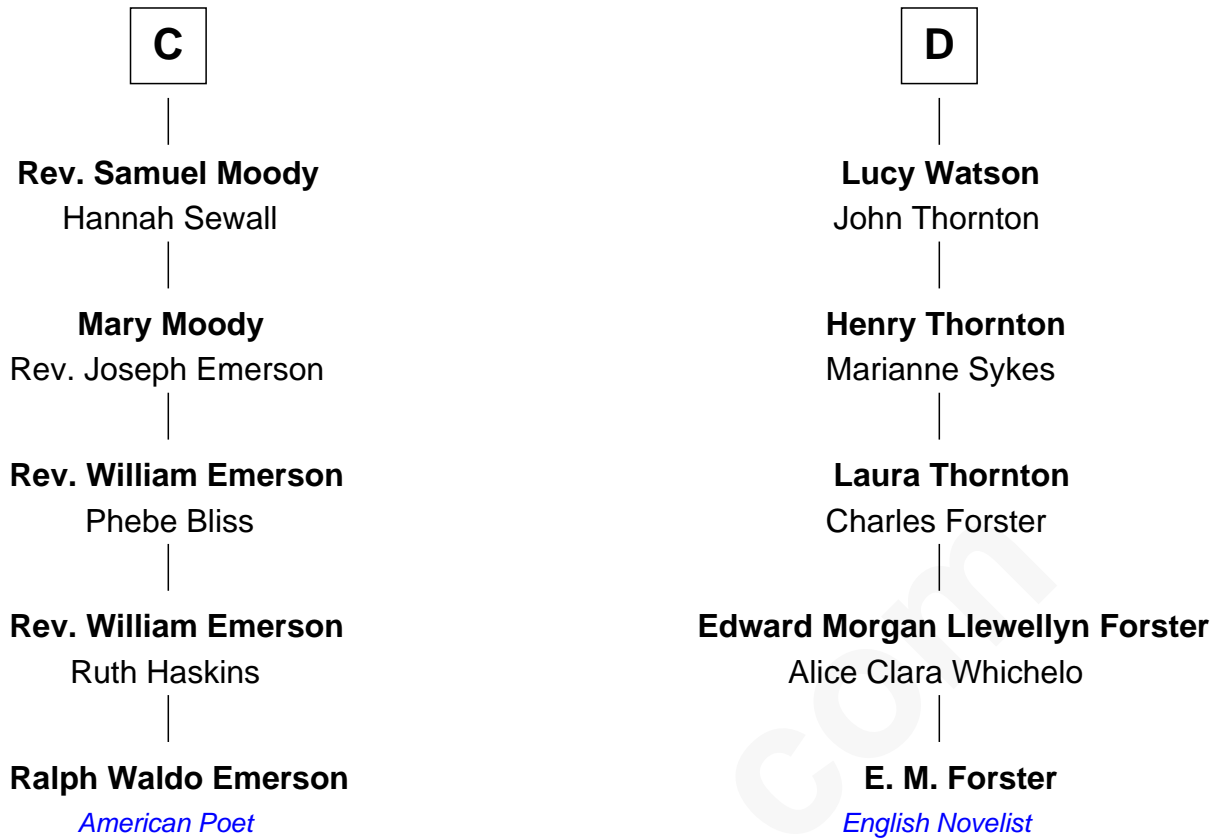 C
Rev. Samuel Moody
Hannah Sewall
Mary Moody
Rev. Joseph Emerson
Rev. William Emerson
Phebe Bliss
Rev. William Emerson
Ruth Haskins
Ralph Waldo Emerson
American Poet
D
Lucy Watson
John Thornton
Henry Thornton
Marianne Sykes
Laura Thornton
Charles Forster
Edward Morgan Llewellyn Forster
Alice Clara Whichelo
E. M. Forster
English Novelist
com